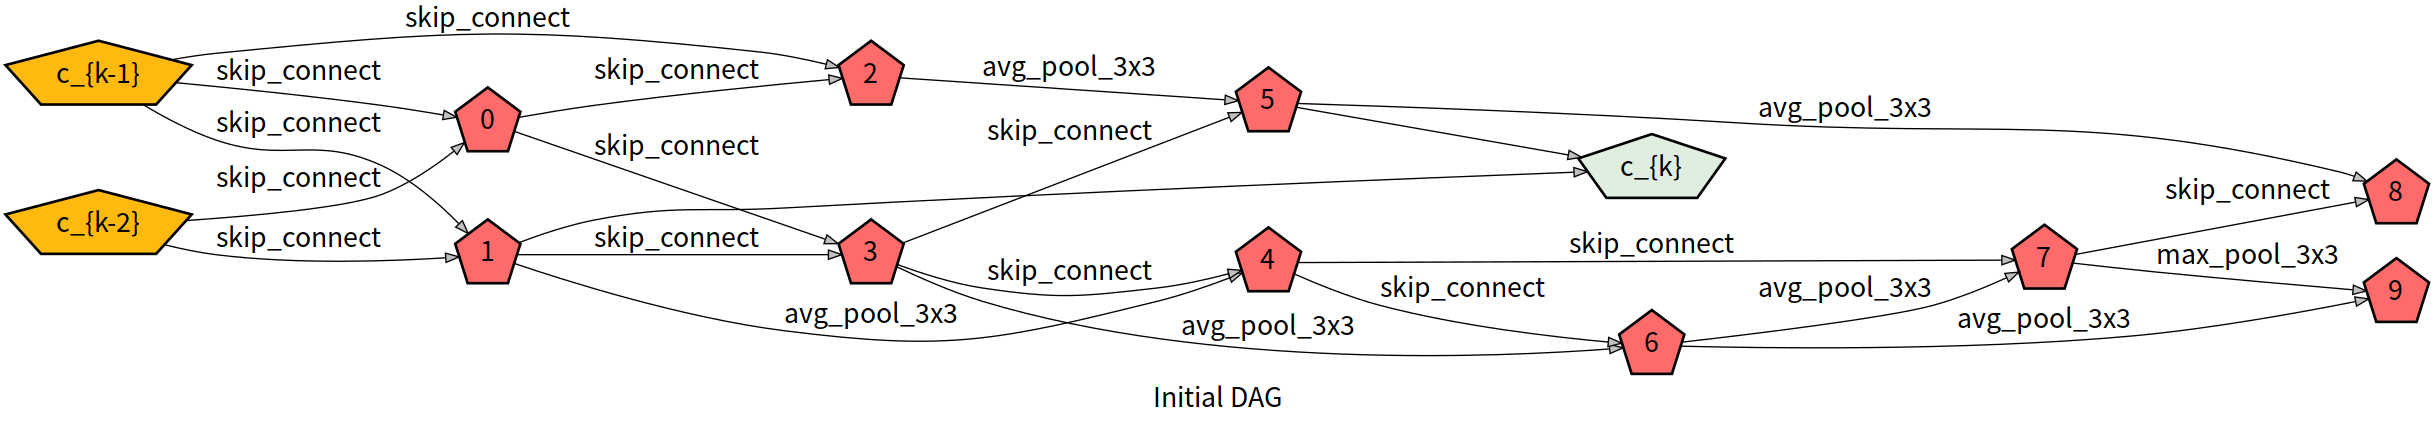 skip_connect
c_{k-1}
skip_connect
skip_connect
2
avg_pool_3x3
5
avg_pool_3x3
skip_connect
0
skip_connect
skip_connect
c_{k}
skip_connect
8
skip_connect
c_{k-2}
skip_connect
1
skip_connect
3
skip_connect
4
skip_connect
7
max_pool_3x3
skip_connect
avg_pool_3x3
9
avg_pool_3x3
avg_pool_3x3
6
avg_pool_3x3
Initial DAG